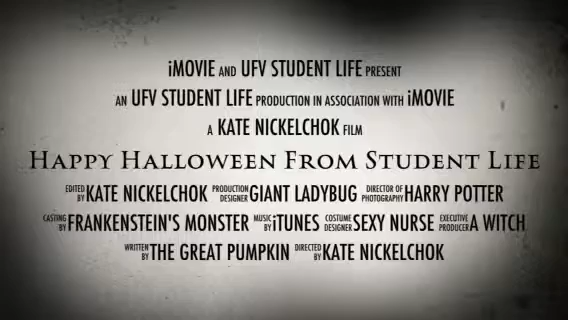 iMOVIE AND UFV STUDENT LIFE PRESENT
AN UFV STUDENT LIFE PRODUCTION IN ASSOCIATION WITH iMOVIE
A KATE NICKELCHOK FILM
HAPPY HALLOWEEN FROM STUDENT LIFE
EDITED BY KATE NICKELCHOK PRODUCTION DESIGNER GIANT LADYBUG DIRECTOR OF PHOTOGRAPHY HARRY POTTER
CASTING BY FRANKENSTEIN'S MONSTER MUSIC BY iTUNES COSTUME DESIGNER SEXY NURSE EXECUTIVE PRODUCER A WITCH
WRITTEN BY THE GREAT PUMPKIN DIRECTED BY KATE NICKELCHOK